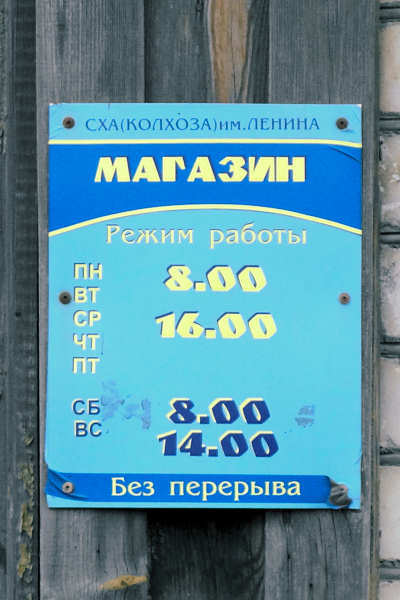 СХА(КОЛХОЗА)им.ЛЕНИНА
МАГАЗИН
Режим работы
ПН
8.00
ВТ
СР
16.00
ЧТ
ПТ
СБ
8.00
ВС
14.00
Без перерыва